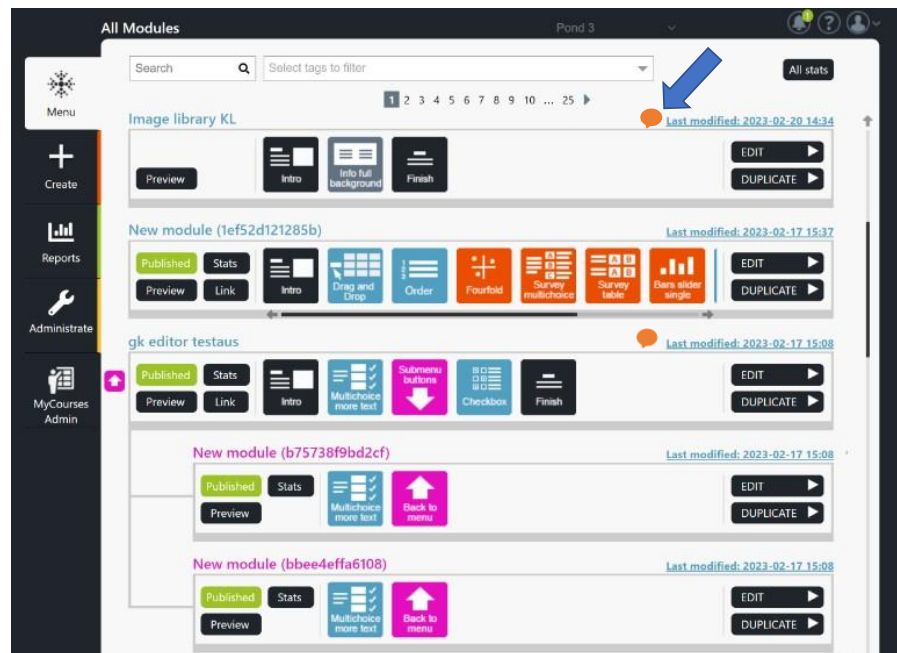 All Modules
Pond 3
1
?
Menu
Create
Reports
Administrate
MyCourses
Admin
Search
Select tags to filter
All stats
1 2 3 4 5 6 7 8 9 10 ... 25
Image library KL
Last modified: 2023-02-20 14:34
Preview
Intro
Info full
background
Finish
EDIT
DUPLICATE
New module (1ef52d121285b)
Last modified: 2023-02-17 15:37
Published
Stats
Preview
Link
Intro
Drag and
Drop
1
2
3
Order
Fourfold
A
B
C
Survey
multichoice
A B
A B
Survey
table
Bars slider
single
EDIT
DUPLICATE
gk editor testaus
Last modified: 2023-02-17 15:08
Published
Stats
Preview
Link
Intro
Multichoice
more text
Submenu
buttons
Checkbox
Finish
EDIT
DUPLICATE
New module (b75738f9bd2cf)
Last modified: 2023-02-17 15:08
Published
Stats
Preview
Multichoice
more text
Back to
menu
EDIT
DUPLICATE
New module (bbee4effa6108)
Last modified: 2023-02-17 15:08
Published
Stats
Preview
Multichoice
more text
Back to
menu
EDIT
DUPLICATE